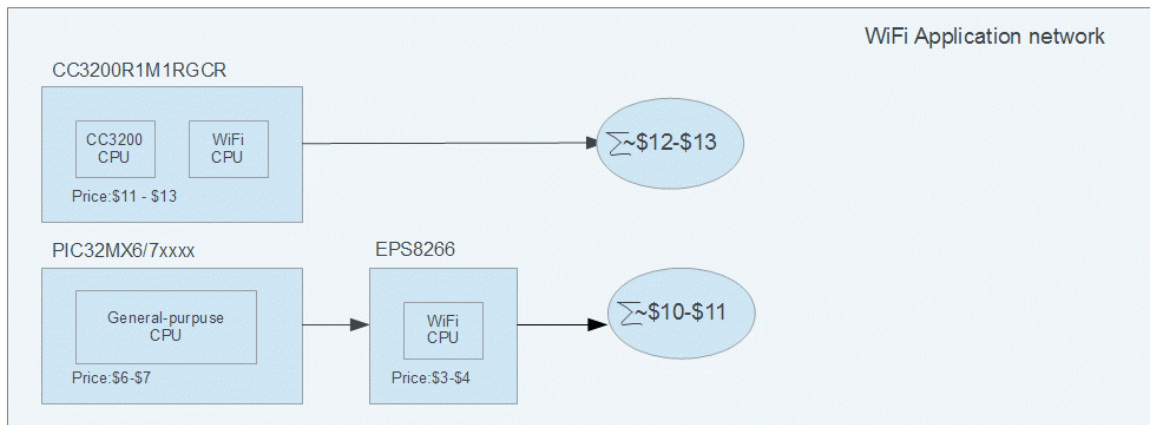 WiFi Application network
CC3200R1M1RGCR
CC3200
CPU
WiFi
CPU
Price:$11 - $13
∑~$12-$13
PIC32MX6/7xxxx
General-purpuse
CPU
Price:$6-$7
EPS8266
WiFi
CPU
Price:$3-$4
∑~$10-$11